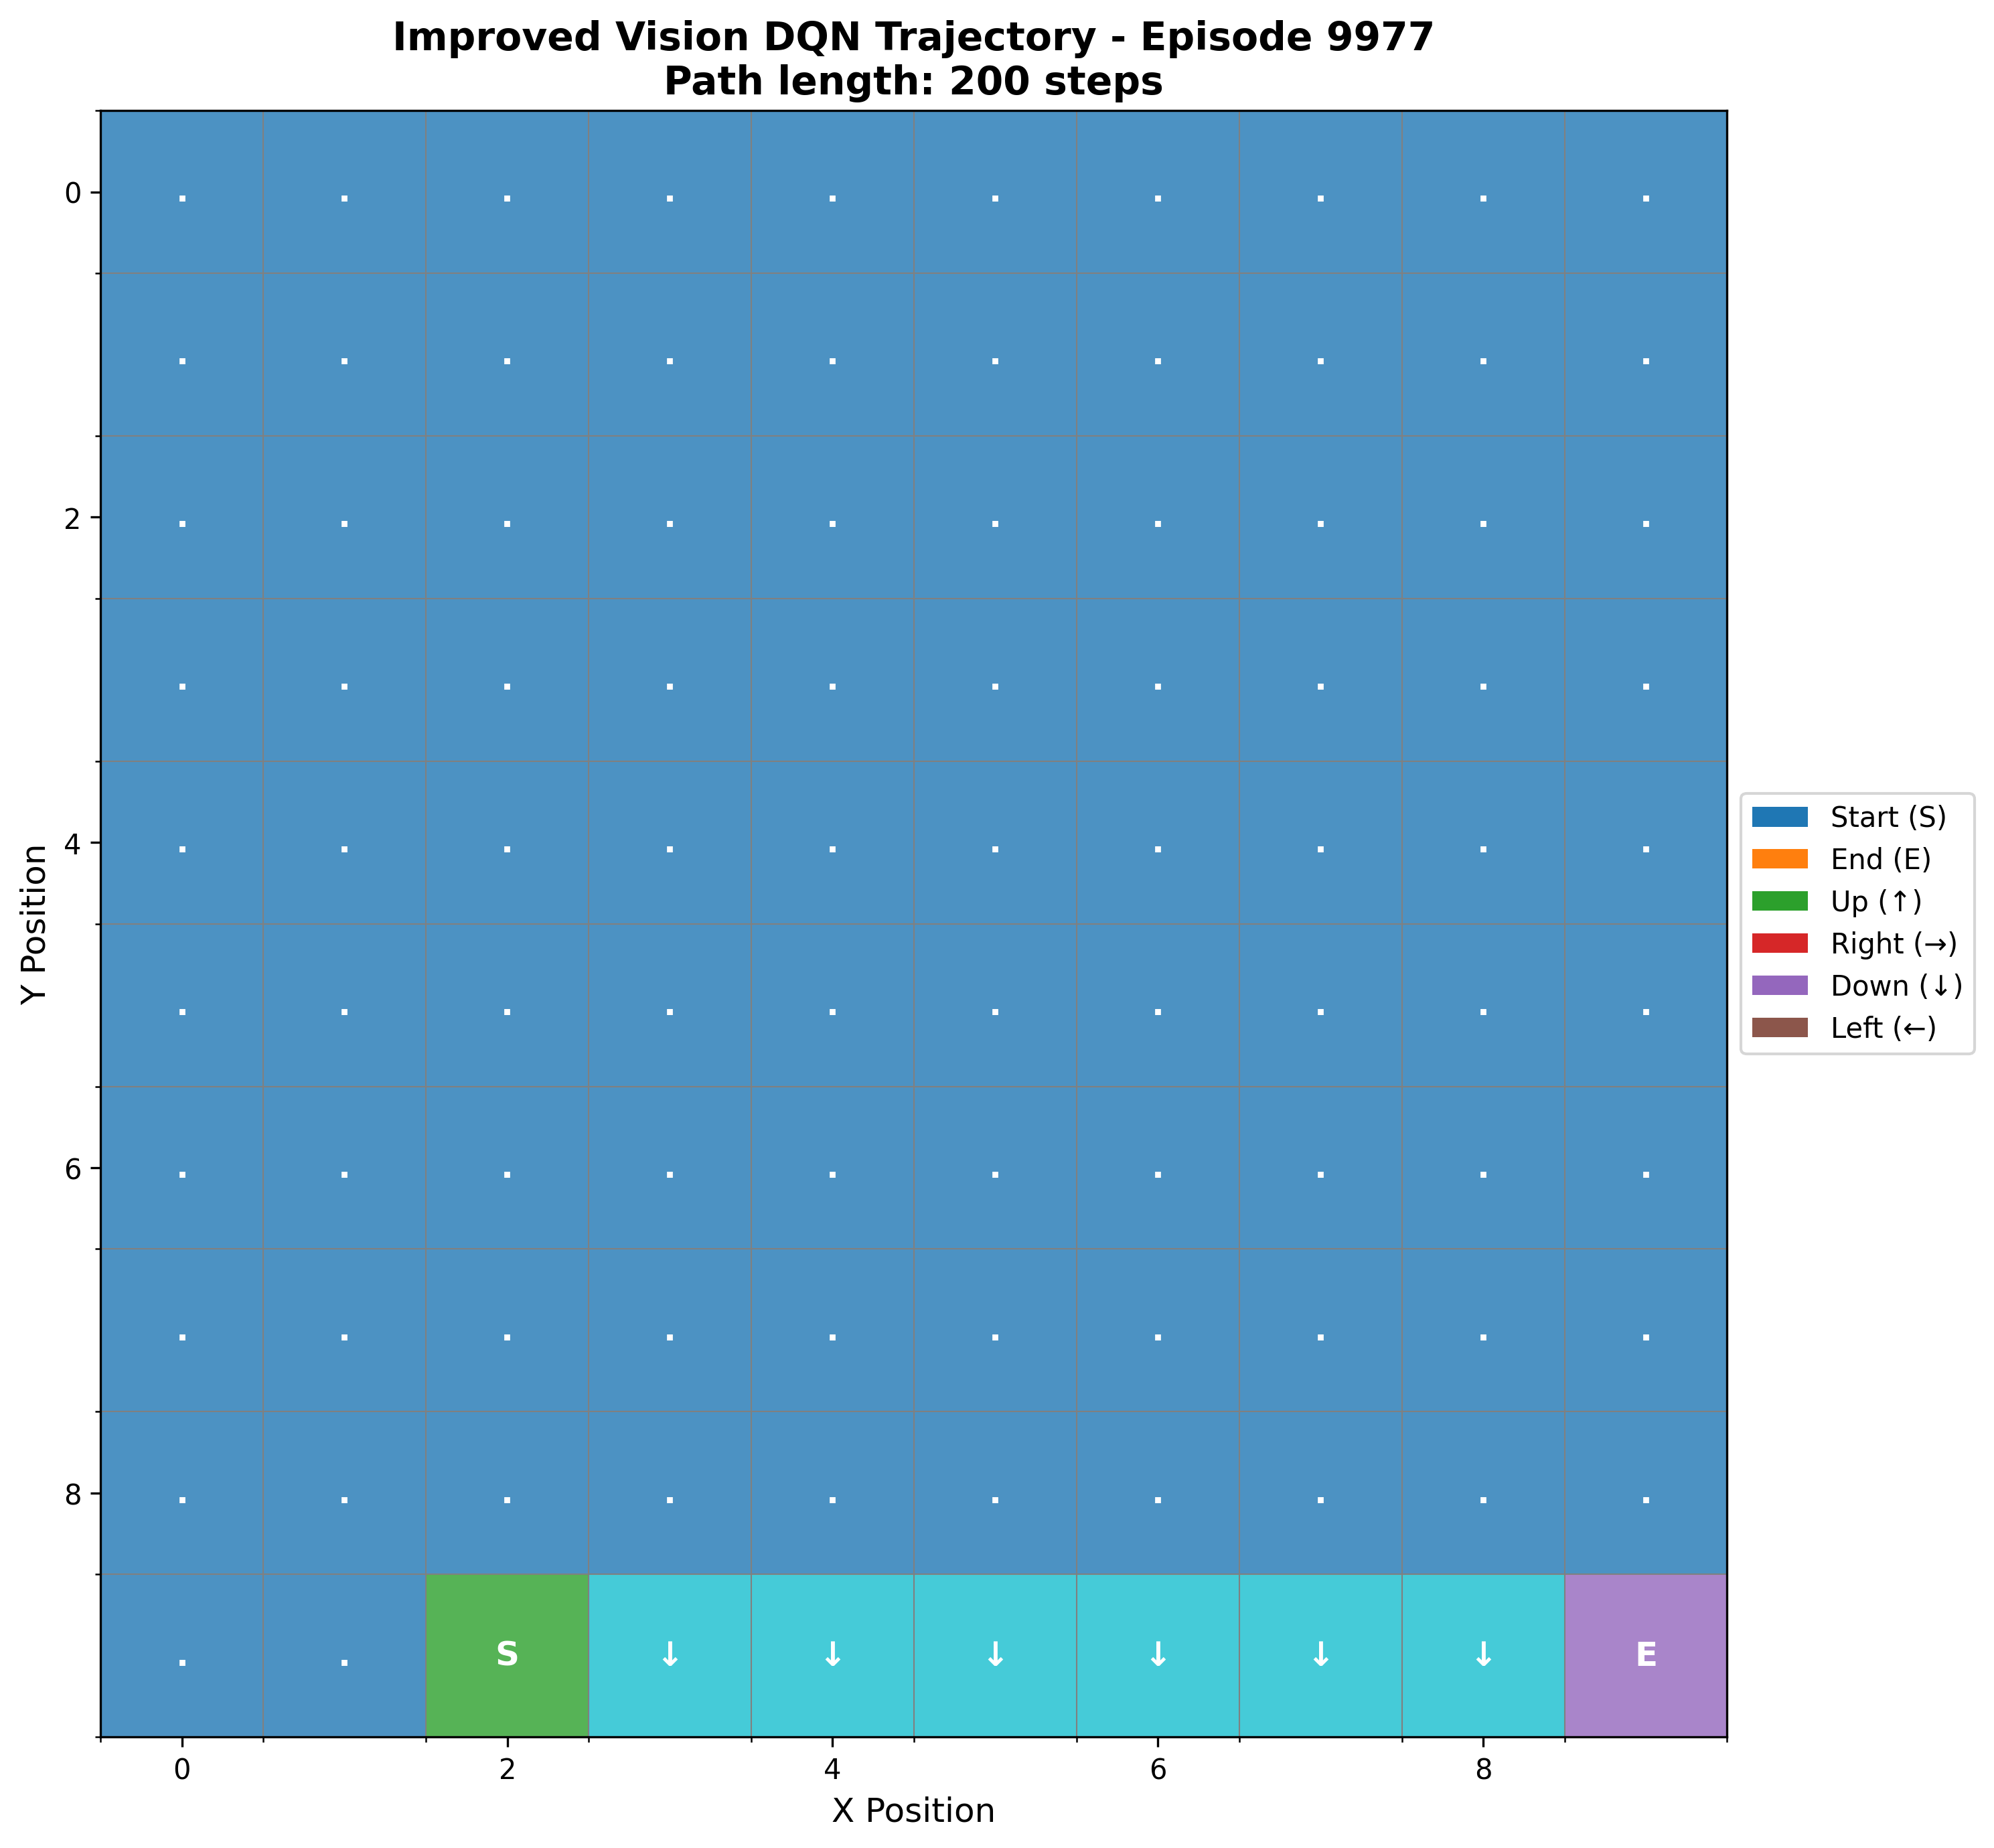 Improved Vision DQN Trajectory - Episode 9977
Path length: 200 steps
0 . . . . . . . . . .
. . . . . . . . . .
2 . . . . . . . . . .
. . . . . . . . . .
4 . . . . . . . . . .
. . . . . . . . . .
6 . . . . . . . . . .
. . . . . . . . . .
8 . . . . . . . . . .
. . S ↓ ↓ ↓ ↓ ↓ ↓ E
0 2 4 6 8
X Position
Y Position
Start (S)
End (E)
Up (↑)
Right (→)
Down (↓)
Left (←)